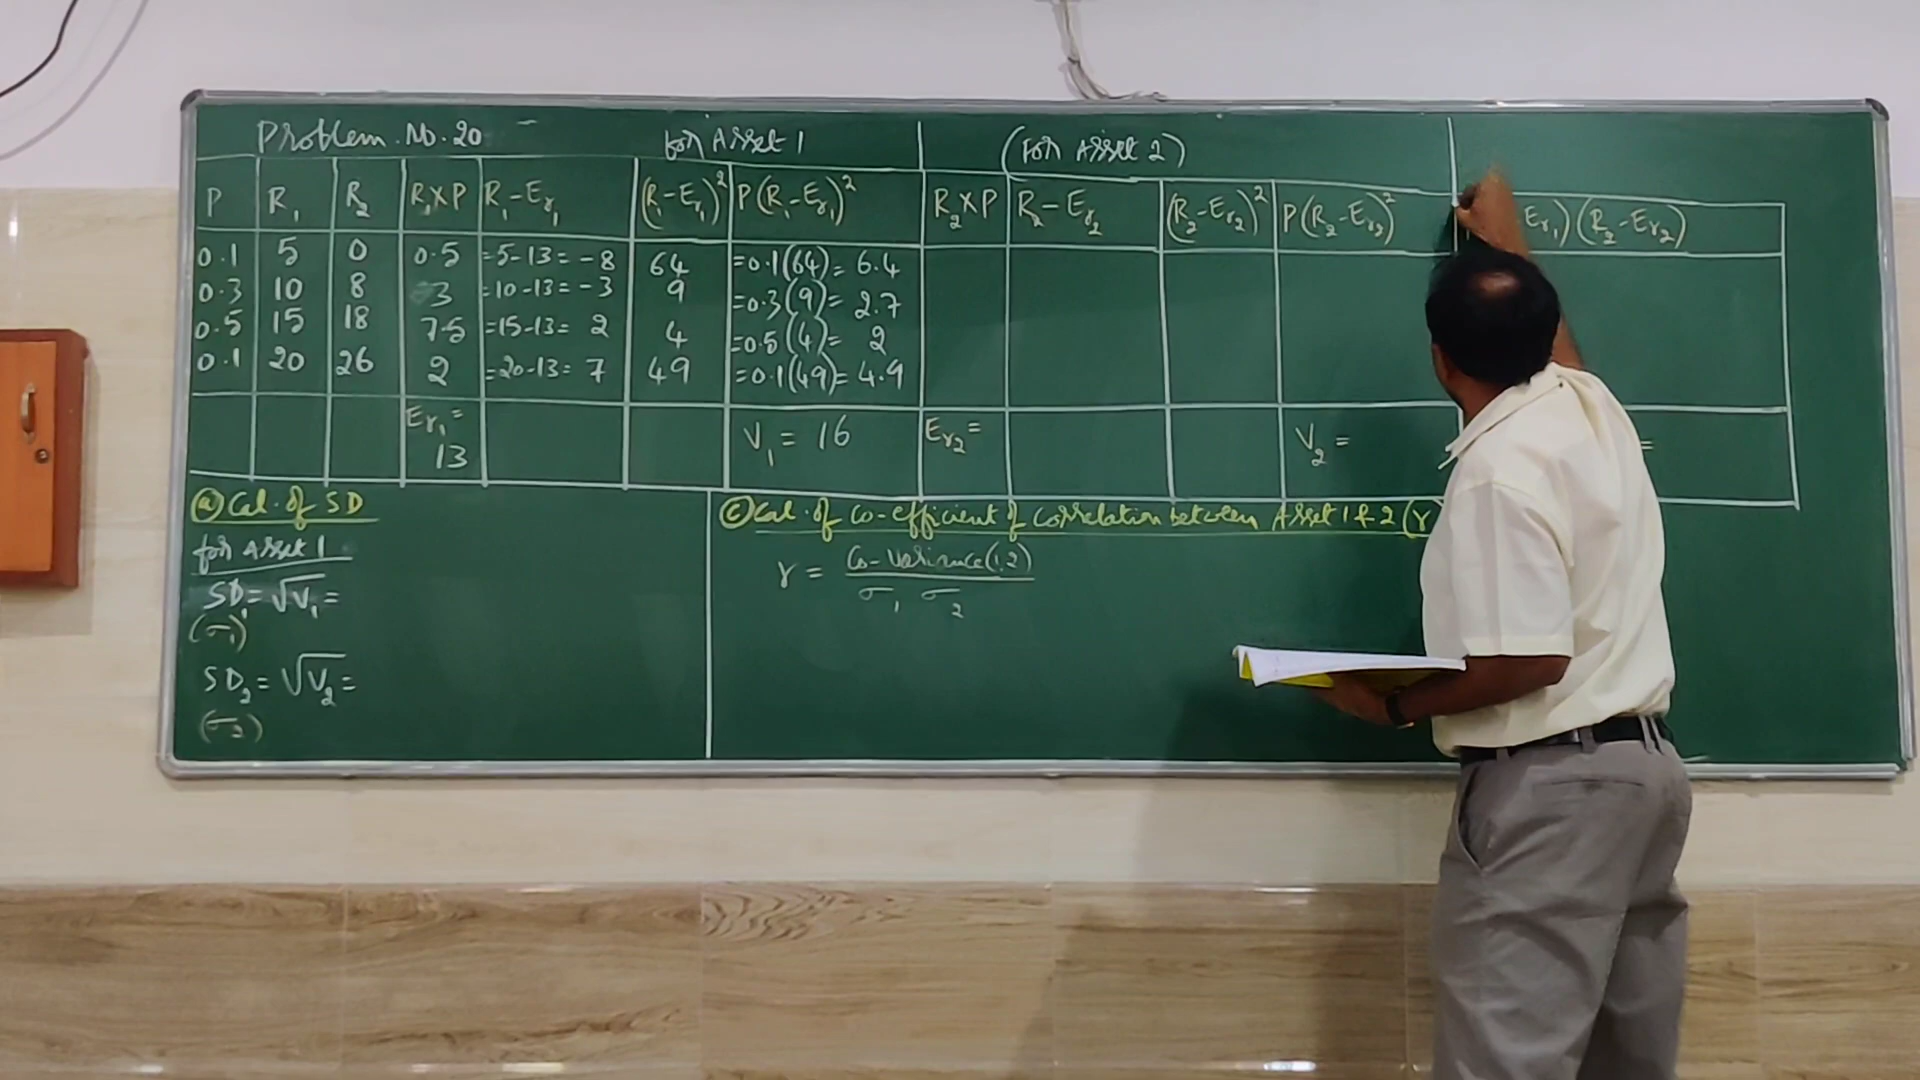 Problem. No. 20
for Asset 1
(For Asset 2)
P R₁ R₂ R₁×P R₁-Eᵣ₁ (R₁-Eᵣ₁)² P(R₁-Eᵣ₁)² R₂×P R₂-Eᵣ₂ (R₂-Eᵣ₂)² P(R₂-Eᵣ₂)² Eᵣ₁)(R₂-Eᵣ₂)
0.1 5 0 0.5 =5-13=-8 64 =0.1(64)=6.4
0.3 10 8 3 =10-13=-3 9 =0.3(9)=2.7
0.5 15 18 7.5 =15-13=2 4 =0.5(4)=2
0.1 20 26 2 =20-13=7 49 =0.1(49)=4.9
Eᵣ₁= 13 V₁ = 16 Eᵣ₂= V₂ = =
(a) Cal. of SD
for Asset 1
SD₁=√V₁=
(σ₁)
SD₂=√V₂=
(σ₂)
(c) Cal. of Co-efficient of Correlation between Asset 1 & 2 (r
r = Co-Variance(1,2)
σ₁ σ₂